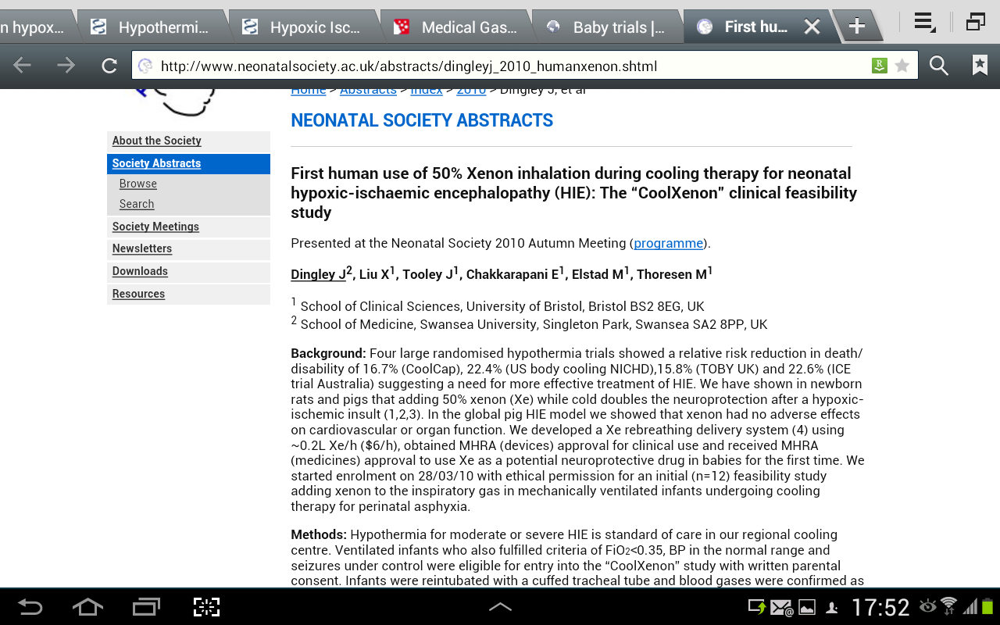 n hypox...
Hypothermi...
Hypoxic Isc...
Medical Gas...
Baby trials |...
First hu...
http://www.neonatalsociety.ac.uk/abstracts/dingleyj_2010_humanxenon.shtml
Home > Abstracts > Index > 2010 > Dingley J, et al
NEONATAL SOCIETY ABSTRACTS
About the Society
Society Abstracts
Browse
Search
Society Meetings
Newsletters
Downloads
Resources
First human use of 50% Xenon inhalation during cooling therapy for neonatal
hypoxic-ischaemic encephalopathy (HIE): The “CoolXenon” clinical feasibility
study
Presented at the Neonatal Society 2010 Autumn Meeting (programme).
Dingley J2, Liu X1, Tooley J1, Chakkarapani E1, Elstad M1, Thoresen M1
1 School of Clinical Sciences, University of Bristol, Bristol BS2 8EG, UK
2 School of Medicine, Swansea University, Singleton Park, Swansea SA2 8PP, UK
Background: Four large randomised hypothermia trials showed a relative risk reduction in death/
disability of 16.7% (CoolCap), 22.4% (US body cooling NICHD),15.8% (TOBY UK) and 22.6% (ICE
trial Australia) suggesting a need for more effective treatment of HIE. We have shown in newborn
rats and pigs that adding 50% xenon (Xe) while cold doubles the neuroprotection after a hypoxic-
ischemic insult (1,2,3). In the global pig HIE model we showed that xenon had no adverse effects
on cardiovascular or organ function. We developed a Xe rebreathing delivery system (4) using
~0.2L Xe/h ($6/h), obtained MHRA (devices) approval for clinical use and received MHRA
(medicines) approval to use Xe as a potential neuroprotective drug in babies for the first time. We
started enrolment on 28/03/10 with ethical permission for an initial (n=12) feasibility study
adding xenon to the inspiratory gas in mechanically ventilated infants undergoing cooling
therapy for perinatal asphyxia.
Methods: Hypothermia for moderate or severe HIE is standard of care in our regional cooling
centre. Ventilated infants who also fulfilled criteria of FiO2<0.35, BP in the normal range and
seizures under control were eligible for entry into the “CoolXenon” study with written parental
consent. Infants were reintubated with a cuffed tracheal tube and blood gases were confirmed as
17:52